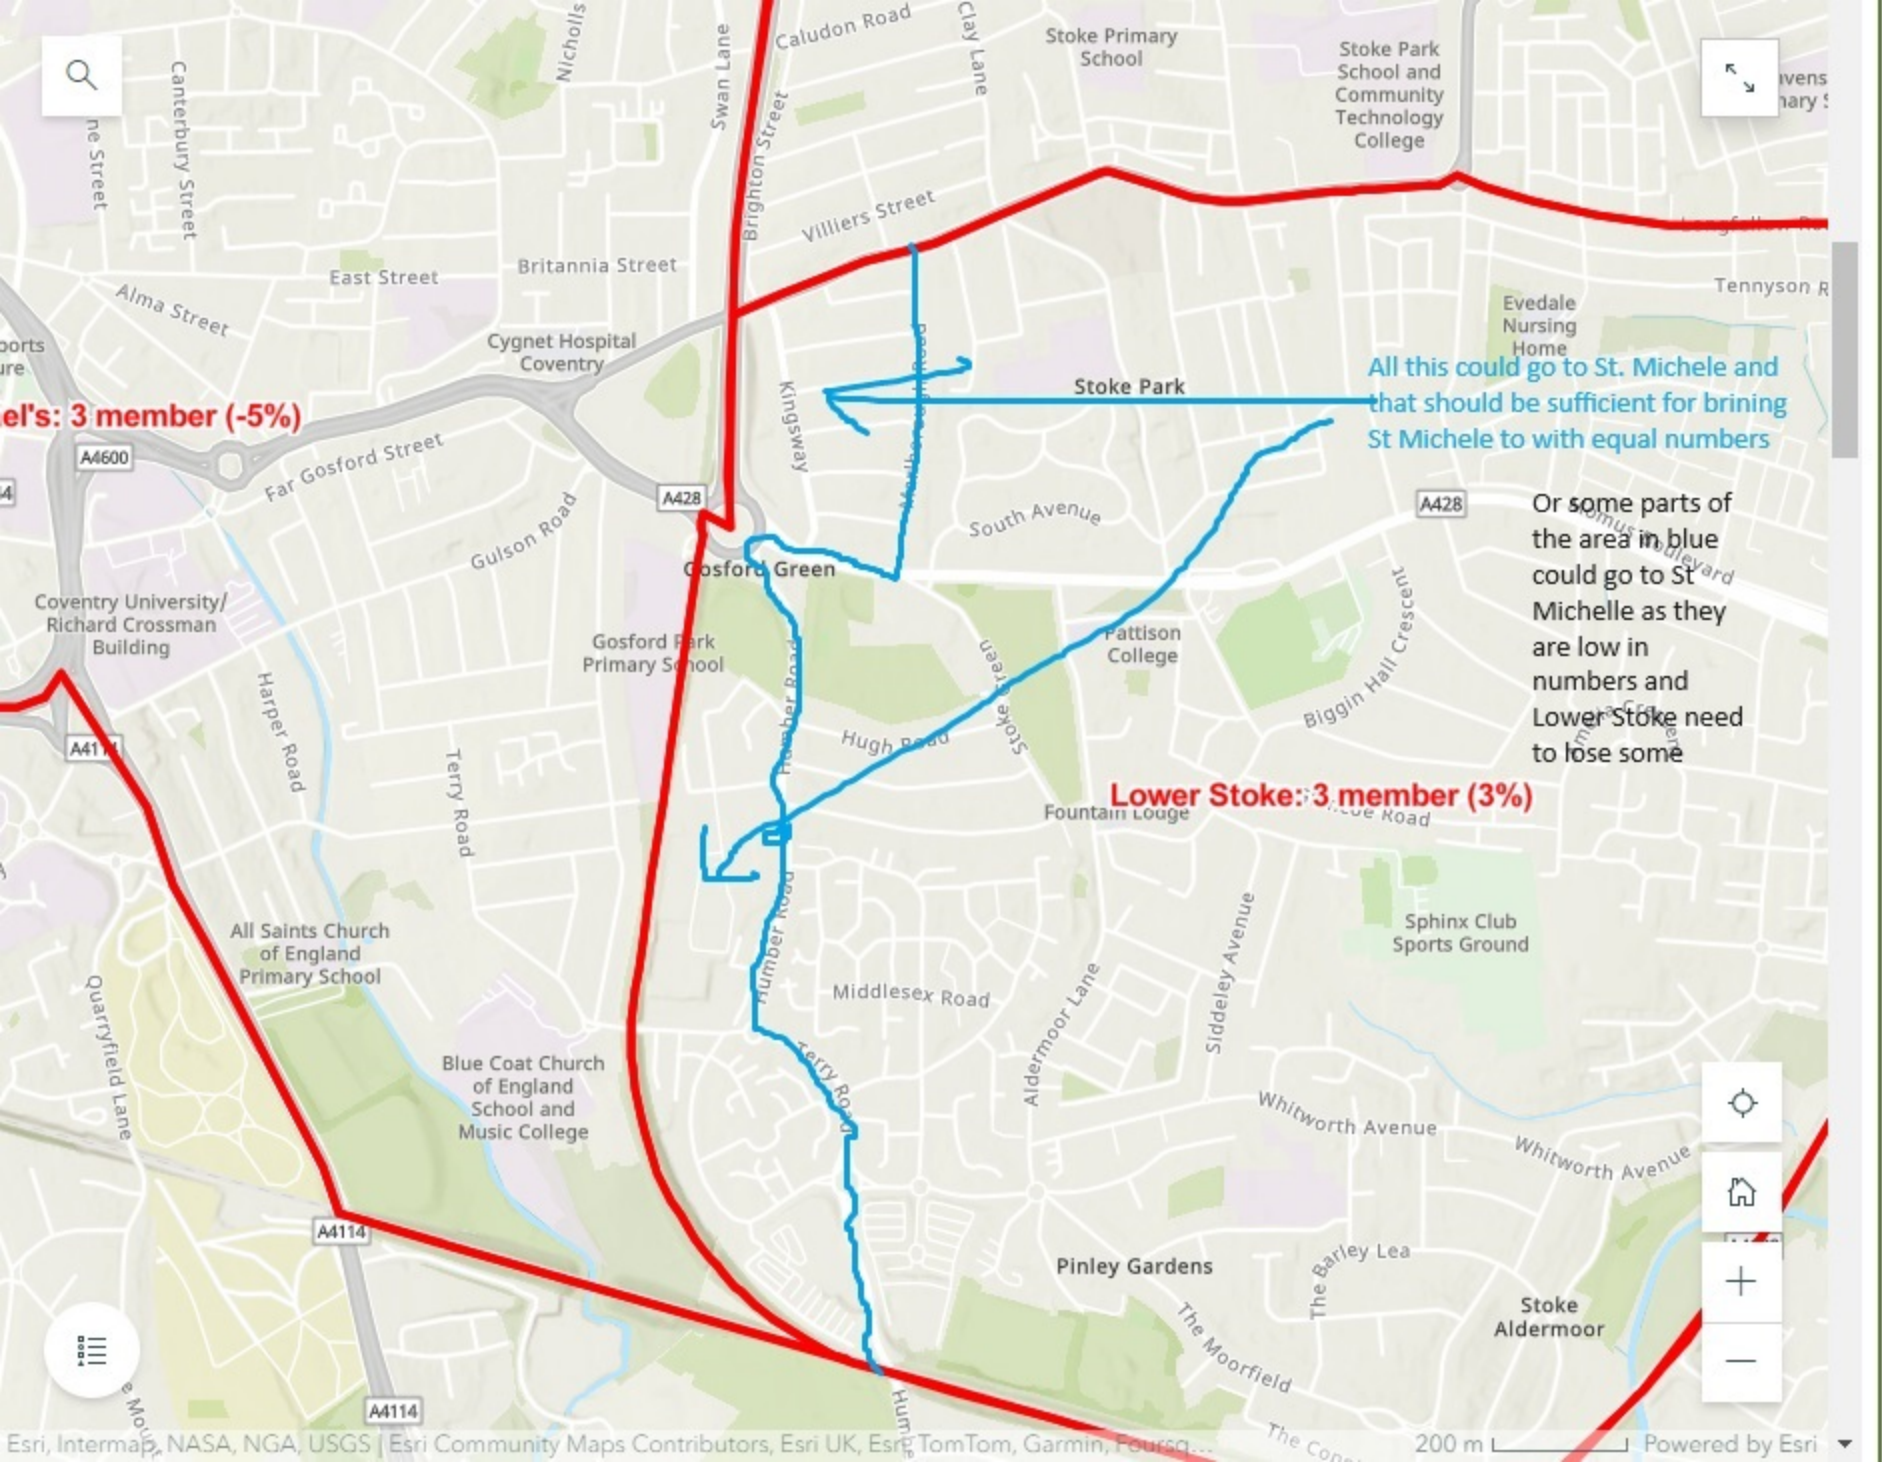 Nicholls
Swan Lane
Caludon Road
Clay Lane
Stoke Primary
School
Stoke Park
School and
Community
Technology
College
Canterbury Street
ne Street
Brighton Street
Villiers Street
East Street
Britannia Street
Alma Street
Cygnet Hospital
Coventry
Tennyson R
Evedale
Nursing
Home
All this could go to St. Michele and
that should be sufficient for brining
St Michele to with equal numbers
Stoke Park
Kingsway
el's: 3 member (-5%)
A4600
Far Gosford Street
A428
Gulson Road
South Avenue
A428
Or some parts of
the area in blue
could go to St
Michelle as they
are low in
numbers and
Lower Stoke need
to lose some
Gosford Green
Coventry University/
Richard Crossman
Building
Gosford Park
Primary School
Pattison
College
Biggin Hall Crescent
Stoke Green
Harper Road
Humber Road
Hugh Road
A4114
Terry Road
Lower Stoke: 3 member (3%)
Fountain Lodge
Humber Road
Siddeley Avenue
Sphinx Club
Sports Ground
All Saints Church
of England
Primary School
Quarryfield Lane
Middlesex Road
Aldermoor Lane
Terry Road
Blue Coat Church
of England
School and
Music College
Whitworth Avenue
Whitworth Avenue
A4114
Pinley Gardens
The Barley Lea
The Moorfield
Stoke
Aldermoor
A4114
e Mount
Esri, Intermap, NASA, NGA, USGS | Esri Community Maps Contributors, Esri UK, Esri, TomTom, Garmin, Foursq...
200 m
Powered by Esri